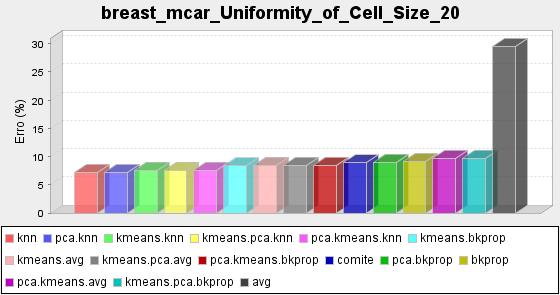 breast_mcar_Uniformity_of_Cell_Size_20
30
25
20
15
10
5
0
Erro (%)
knn pca.knn kmeans.knn kmeans.pca.knn pca.kmeans.knn kmeans.bkprop
kmeans.avg kmeans.pca.avg pca.kmeans.bkprop comite pca.bkprop bkprop
pca.kmeans.avg kmeans.pca.bkprop avg